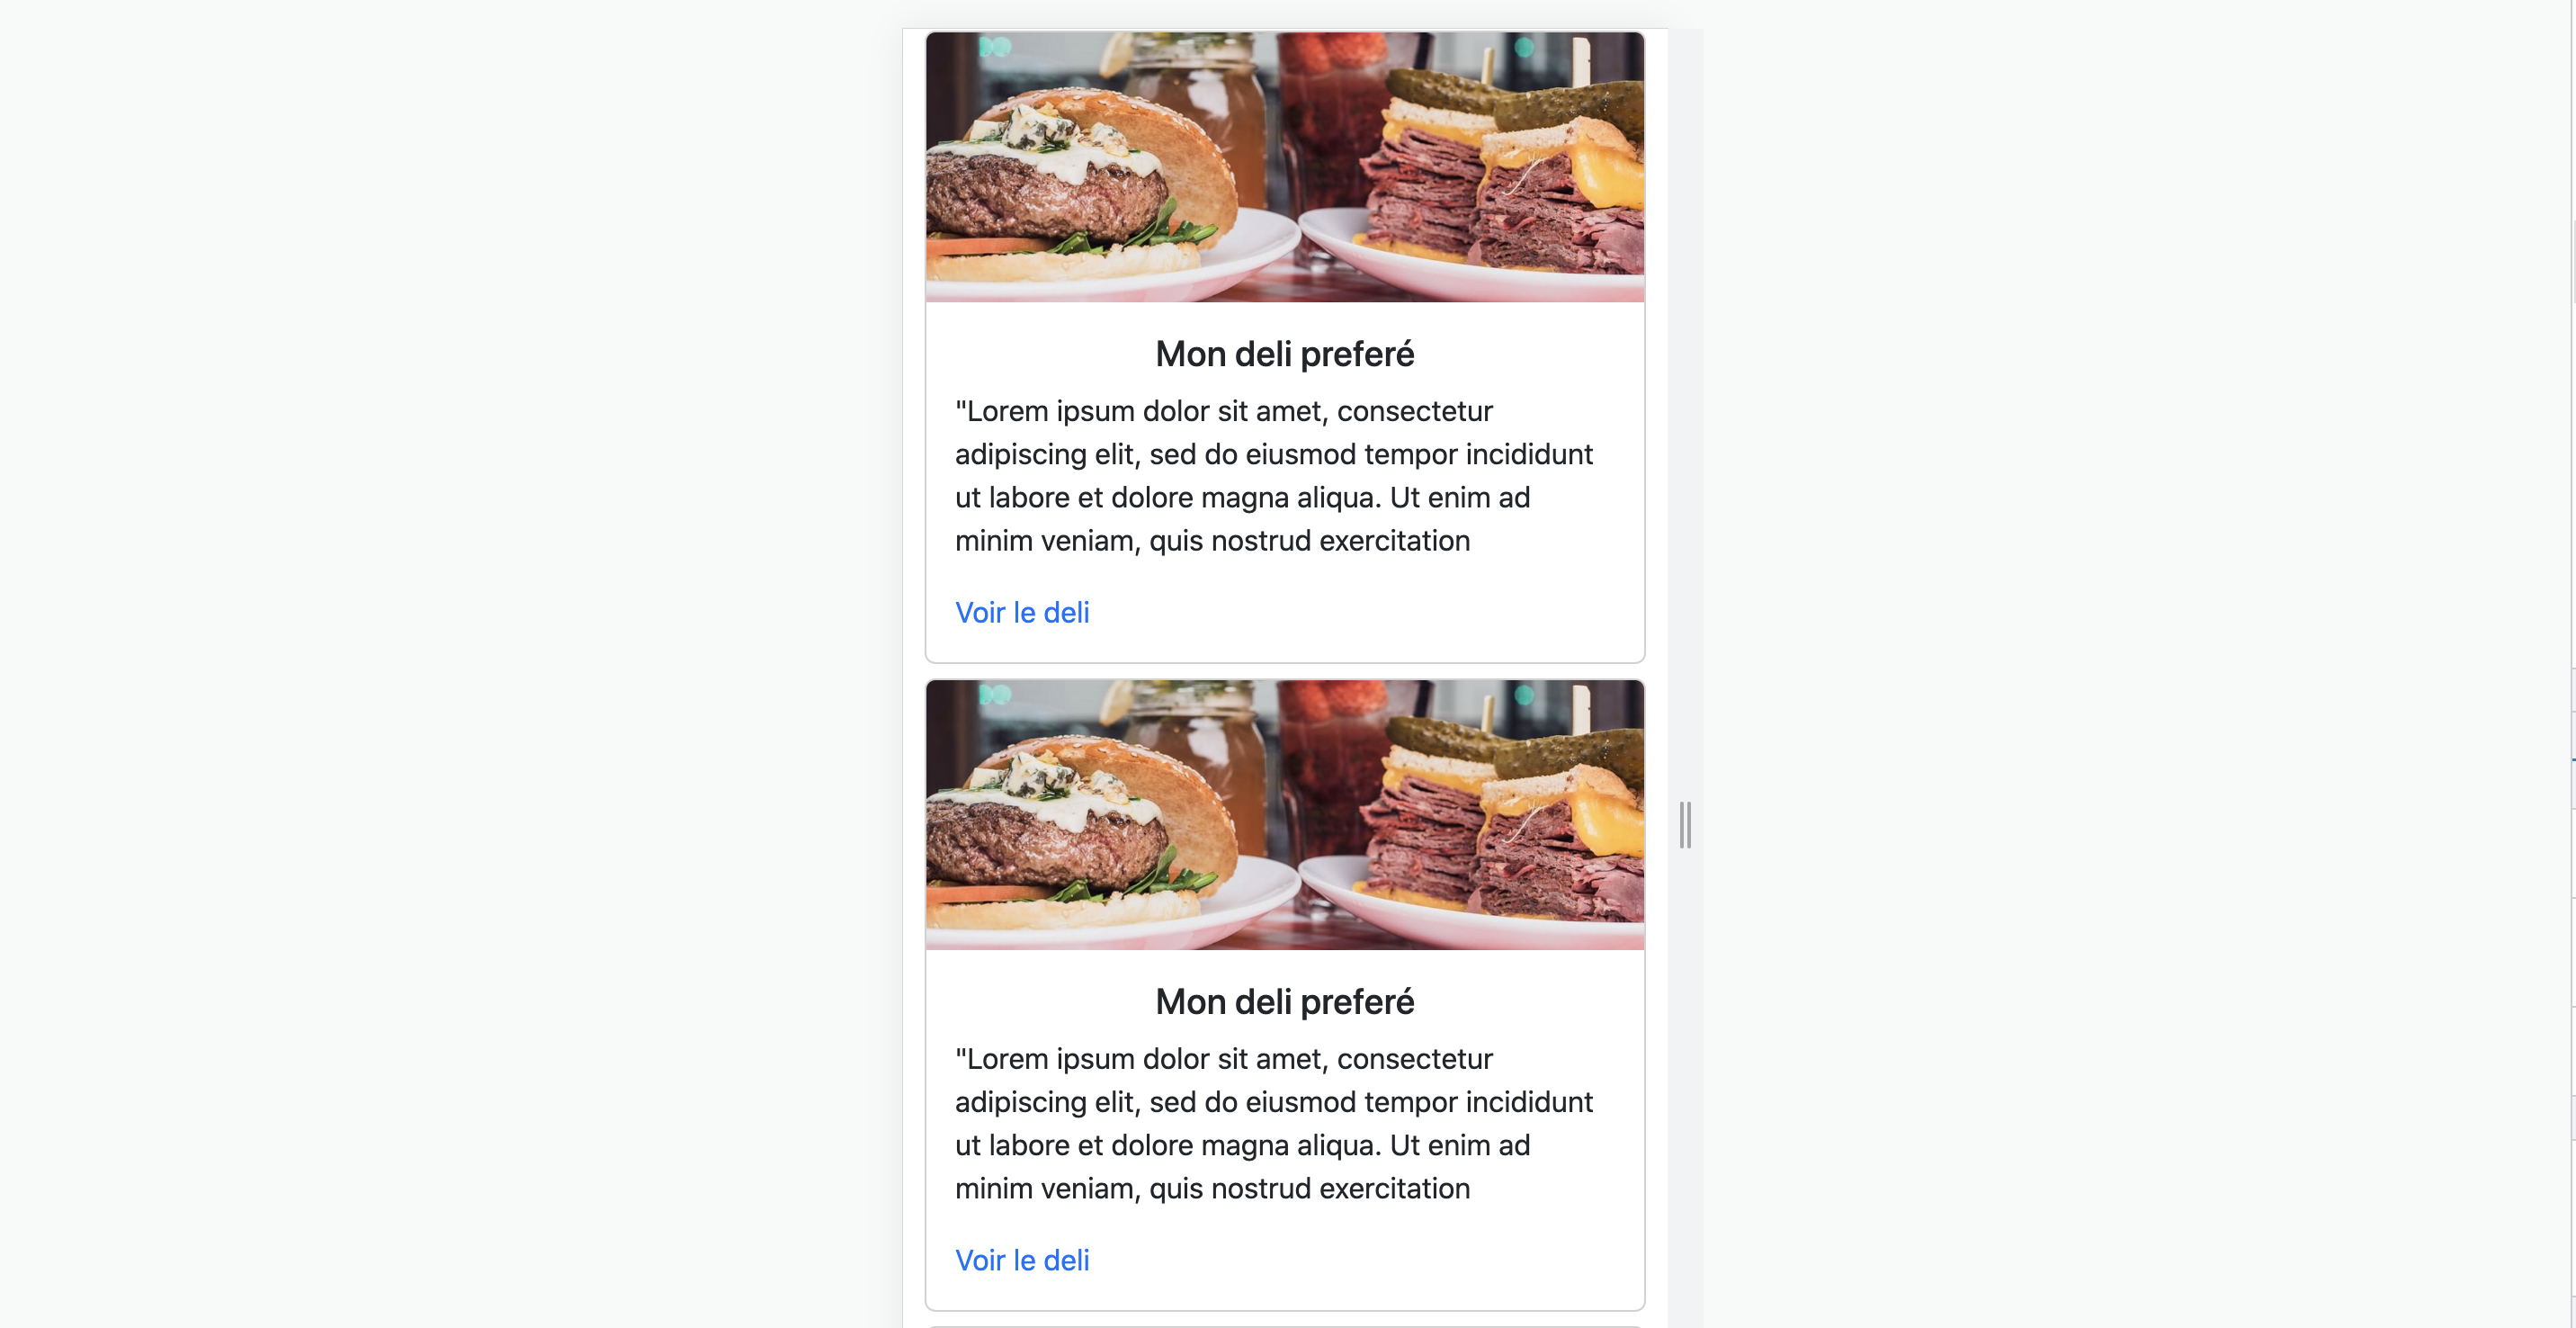 Mon deli preferé
"Lorem ipsum dolor sit amet, consectetur
adipiscing elit, sed do eiusmod tempor incididunt
ut labore et dolore magna aliqua. Ut enim ad
minim veniam, quis nostrud exercitation
Voir le deli
Mon deli preferé
"Lorem ipsum dolor sit amet, consectetur
adipiscing elit, sed do eiusmod tempor incididunt
ut labore et dolore magna aliqua. Ut enim ad
minim veniam, quis nostrud exercitation
Voir le deli